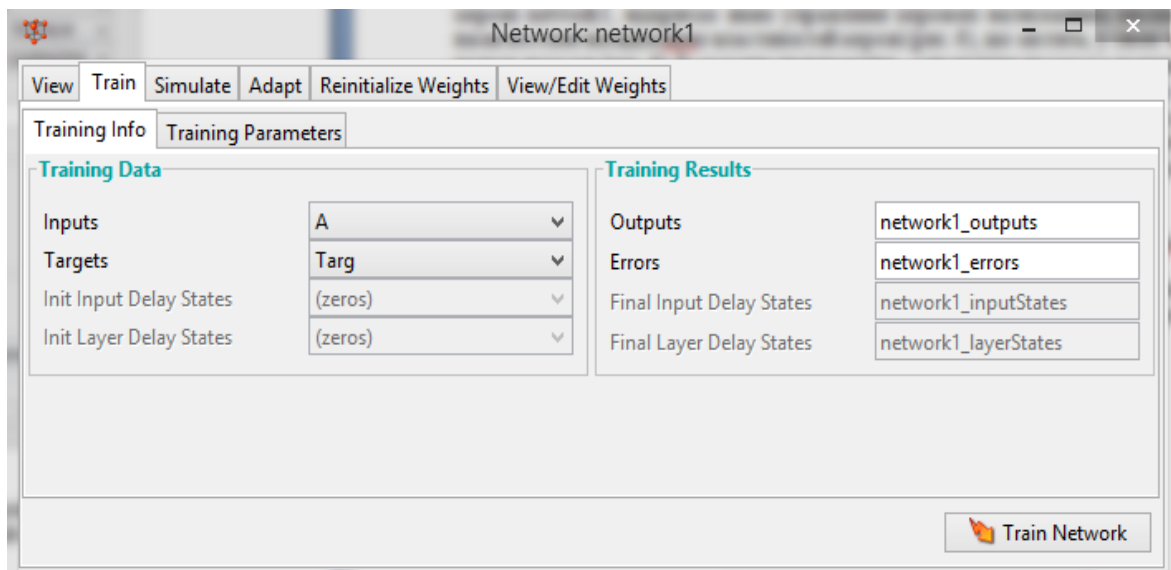 Network: network1
View Train Simulate Adapt Reinitialize Weights View/Edit Weights
Training Info Training Parameters
Training Data
Inputs A
Targets Targ
Init Input Delay States (zeros)
Init Layer Delay States (zeros)
Training Results
Outputs network1_outputs
Errors network1_errors
Final Input Delay States network1_inputStates
Final Layer Delay States network1_layerStates
Train Network